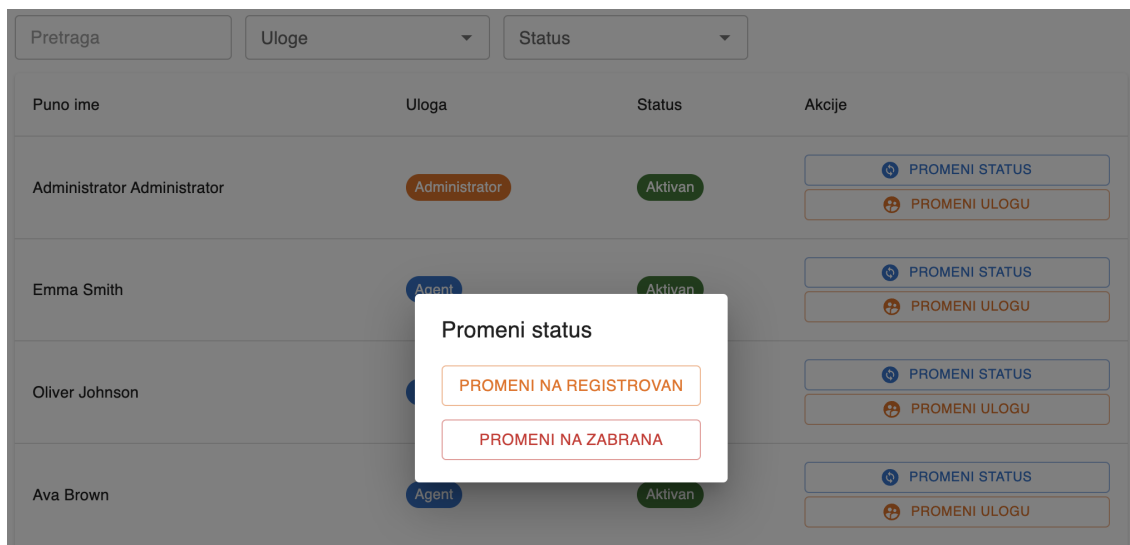 Pretraga Uloge Status
Puno ime Uloga Status Akcije
Administrator Administrator Administrator Aktivan PROMENI STATUS
PROMENI ULOGU
Emma Smith Agent Aktivan PROMENI STATUS
PROMENI ULOGU
Promeni status
PROMENI NA REGISTROVAN
PROMENI NA ZABRANA
Oliver Johnson PROMENI STATUS
PROMENI ULOGU
Ava Brown Agent Aktivan PROMENI STATUS
PROMENI ULOGU